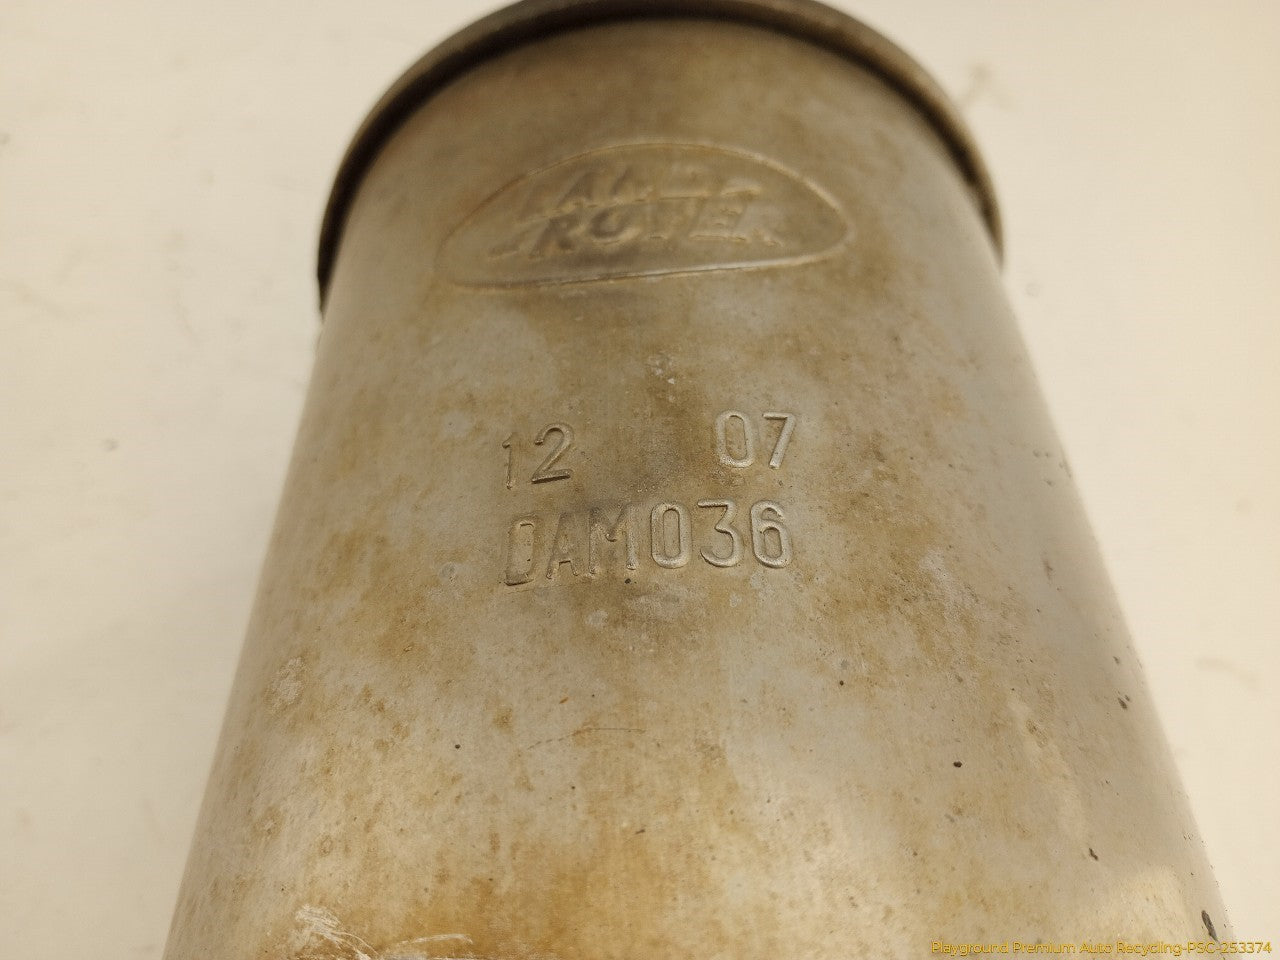 LAND-
ROVER
12 07
DAM036
Playground Premium Auto Recycling-PSC-253374